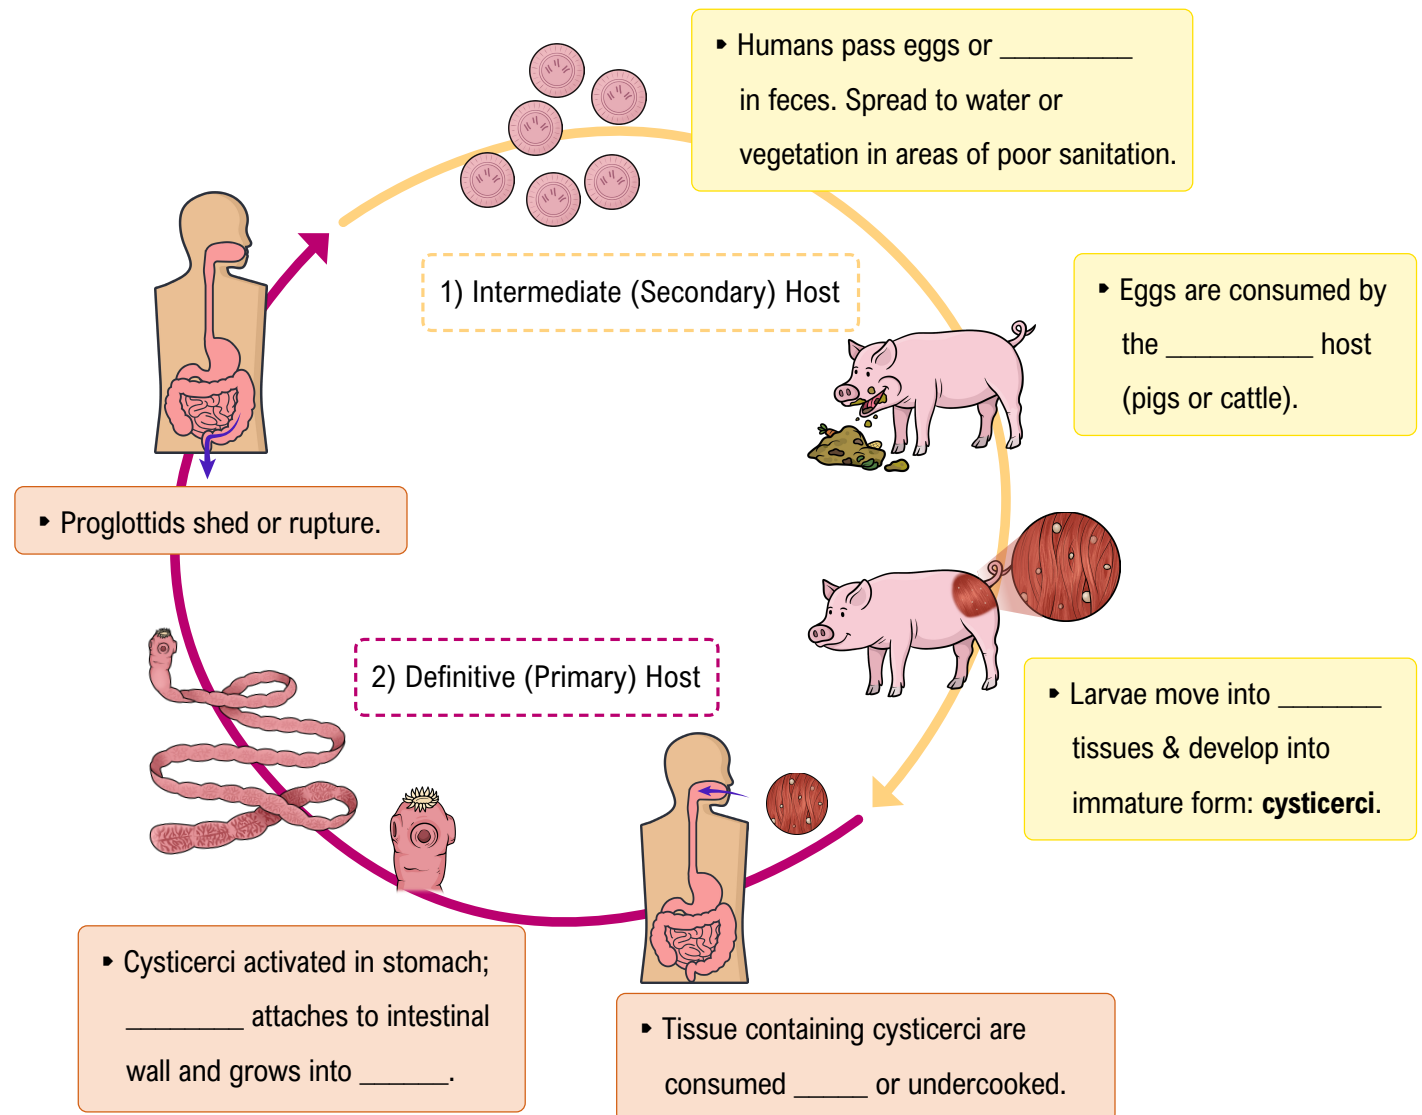 ‣ Humans pass eggs or _________
in feces. Spread to water or
vegetation in areas of poor sanitation.
1) Intermediate (Secondary) Host
‣ Eggs are consumed by
the __________ host
(pigs or cattle).
‣ Larvae move into _______
tissues & develop into
immature form: cysticerci.
2) Definitive (Primary) Host
‣ Tissue containing cysticerci are
consumed _____ or undercooked.
‣ Cysticerci activated in stomach;
________ attaches to intestinal
wall and grows into ______.
‣ Proglottids shed or rupture.